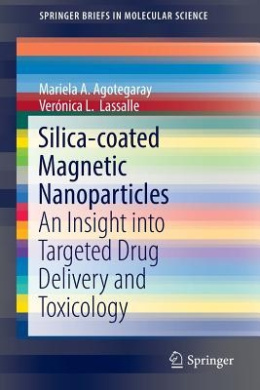 SPRINGER BRIEFS IN MOLECULAR SCIENCE
Mariela A. Agotegaray
Verónica L. Lassalle
Silica-coated
Magnetic
Nanoparticles
An Insight into
Targeted Drug
Delivery and
Toxicology
Springer